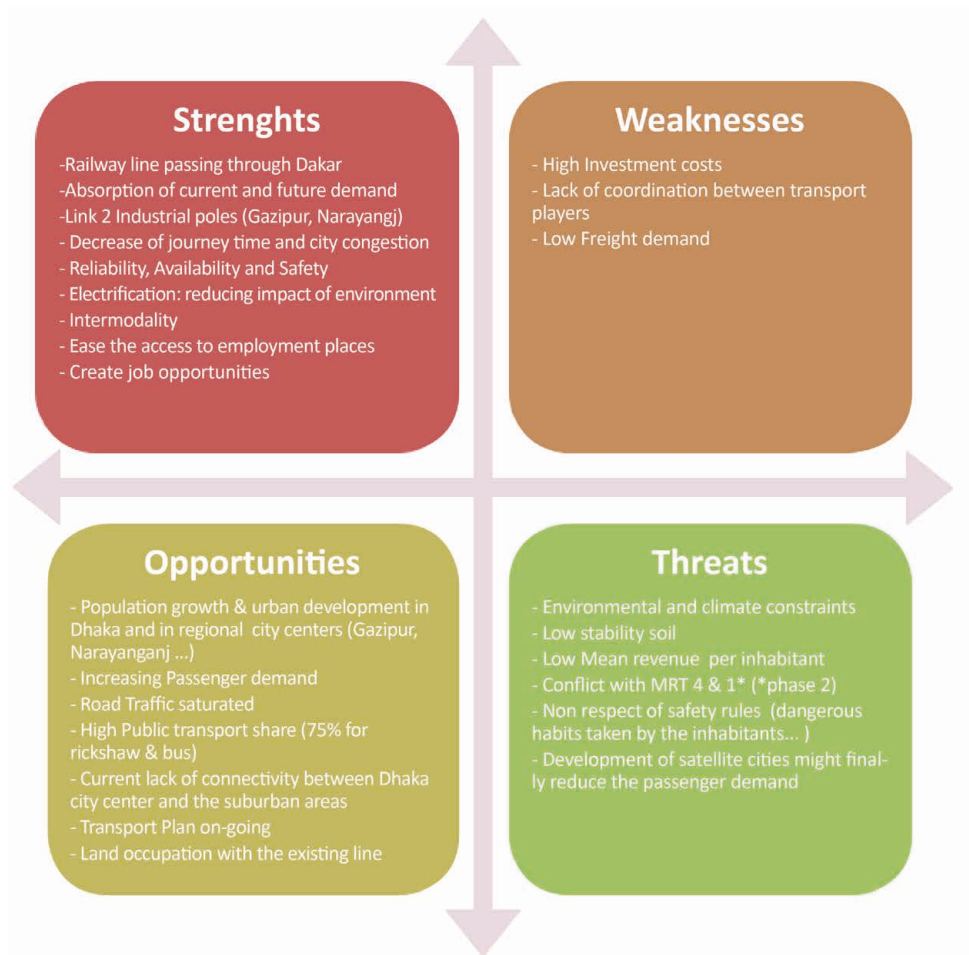 Strenghts
-Railway line passing through Dakar
-Absorption of current and future demand
-Link 2 Industrial poles (Gazipur, Narayangj)
- Decrease of journey time and city congestion
- Reliability, Availability and Safety
- Electrification: reducing impact of environment
- Intermodality
- Ease the access to employment places
- Create job opportunities
Weaknesses
- High Investment costs
- Lack of coordination between transport
players
- Low Freight demand
Opportunities
- Population growth & urban development in
Dhaka and in regional city centers (Gazipur,
Narayanganj ...)
- Increasing Passenger demand
- Road Traffic saturated
- High Public transport share (75% for
rickshaw & bus)
- Current lack of connectivity between Dhaka
city center and the suburban areas
- Transport Plan on-going
- Land occupation with the existing line
Threats
- Environmental and climate constraints
- Low stability soil
- Low Mean revenue per inhabitant
- Conflict with MRT 4 & 1* (*phase 2)
- Non respect of safety rules (dangerous
habits taken by the inhabitants... )
- Development of satellite cities might final-
ly reduce the passenger demand